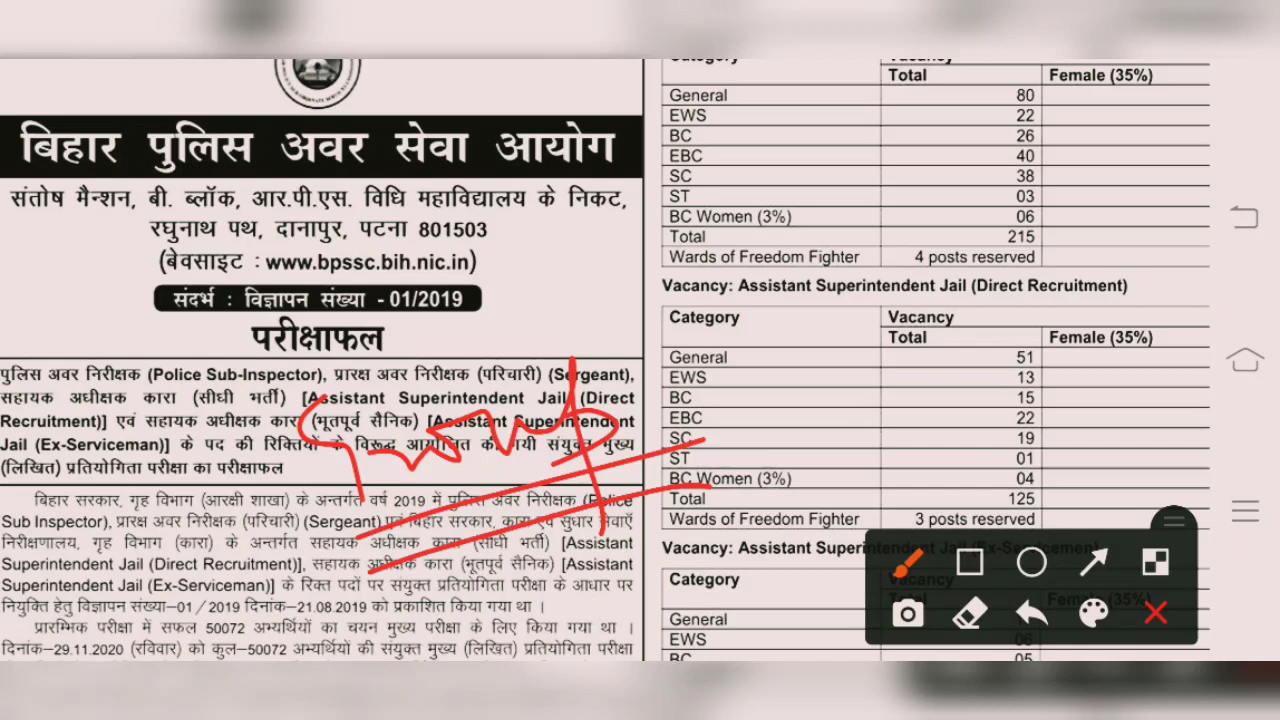 बिहार पुलिस अवर सेवा आयोग
संतोष मैन्शन, बी. ब्लॉक, आर.पी.एस. विधि महाविद्यालय के निकट,
रघुनाथ पथ, दानापुर, पटना 801503
(बेवसाइट : www.bpssc.bih.nic.in)
संदर्भ : विज्ञापन संख्या - 01/2019
परीक्षाफल
पुलिस अवर निरीक्षक (Police Sub-Inspector), प्रारक्ष अवर निरीक्षक (परिचारी) (Sergeant),
सहायक अधीक्षक कारा (सीधी भर्ती) [Assistant Superintendent Jail (Direct
Recruitment)] एवं सहायक अधीक्षक कारा (भूतपूर्व सैनिक) [Assistant Superintendent
Jail (Ex-Serviceman)] के पद की रिक्तियों के विरूद्ध आयोजित की गयी संयुक्त मुख्य
(लिखित) प्रतियोगिता परीक्षा का परीक्षाफल
बिहार सरकार, गृह विभाग (आरक्षी शाखा) के अन्तर्गत वर्ष 2019 में पुलिस अवर निरीक्षक (Police
Sub Inspector), प्रारक्ष अवर निरीक्षक (परिचारी) (Sergeant) एवं बिहार सरकार, कारा एवं सुधार सेवाएँ
निरीक्षणालय, गृह विभाग (कारा) के अन्तर्गत सहायक अधीक्षक कारा (सीधी भर्ती) [Assistant
Superintendent Jail (Direct Recruitment)], सहायक अधीक्षक कारा (भूतपूर्व सैनिक) [Assistant
Superintendent Jail (Ex-Serviceman)] के रिक्त पदों पर संयुक्त प्रतियोगिता परीक्षा के आधार पर
नियुक्ति हेतु विज्ञापन संख्या–01/2019 दिनांक–21.08.2019 को प्रकाशित किया गया था ।
प्रारम्भिक परीक्षा में सफल 50072 अभ्यर्थियों का चयन मुख्य परीक्षा के लिए किया गया था ।
दिनांक–29.11.2020 (रविवार) को कुल–50072 अभ्यर्थियों की संयुक्त मुख्य (लिखित) प्रतियोगिता परीक्षा
Category Vacancy
Total Female (35%)
General 80
EWS 22
BC 26
EBC 40
SC 38
ST 03
BC Women (3%) 06
Total 215
Wards of Freedom Fighter 4 posts reserved
Vacancy: Assistant Superintendent Jail (Direct Recruitment)
Category Vacancy
Total Female (35%)
General 51
EWS 13
BC 15
EBC 22
SC 19
ST 01
BC Women (3%) 04
Total 125
Wards of Freedom Fighter 3 posts reserved
Vacancy: Assistant Superintendent Jail (Ex-Servicemen)
Category Vacancy
Female (35%)
General
EWS 06
BC 05